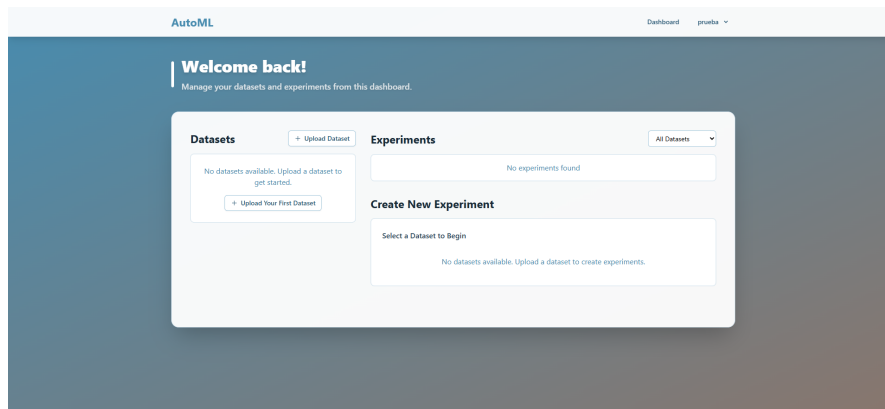 AutoML
Dashboard
prueba
Welcome back!
Manage your datasets and experiments from this dashboard.
Datasets
+ Upload Dataset
No datasets available. Upload a dataset to
get started.
+ Upload Your First Dataset
Experiments
All Datasets
No experiments found
Create New Experiment
Select a Dataset to Begin
No datasets available. Upload a dataset to create experiments.